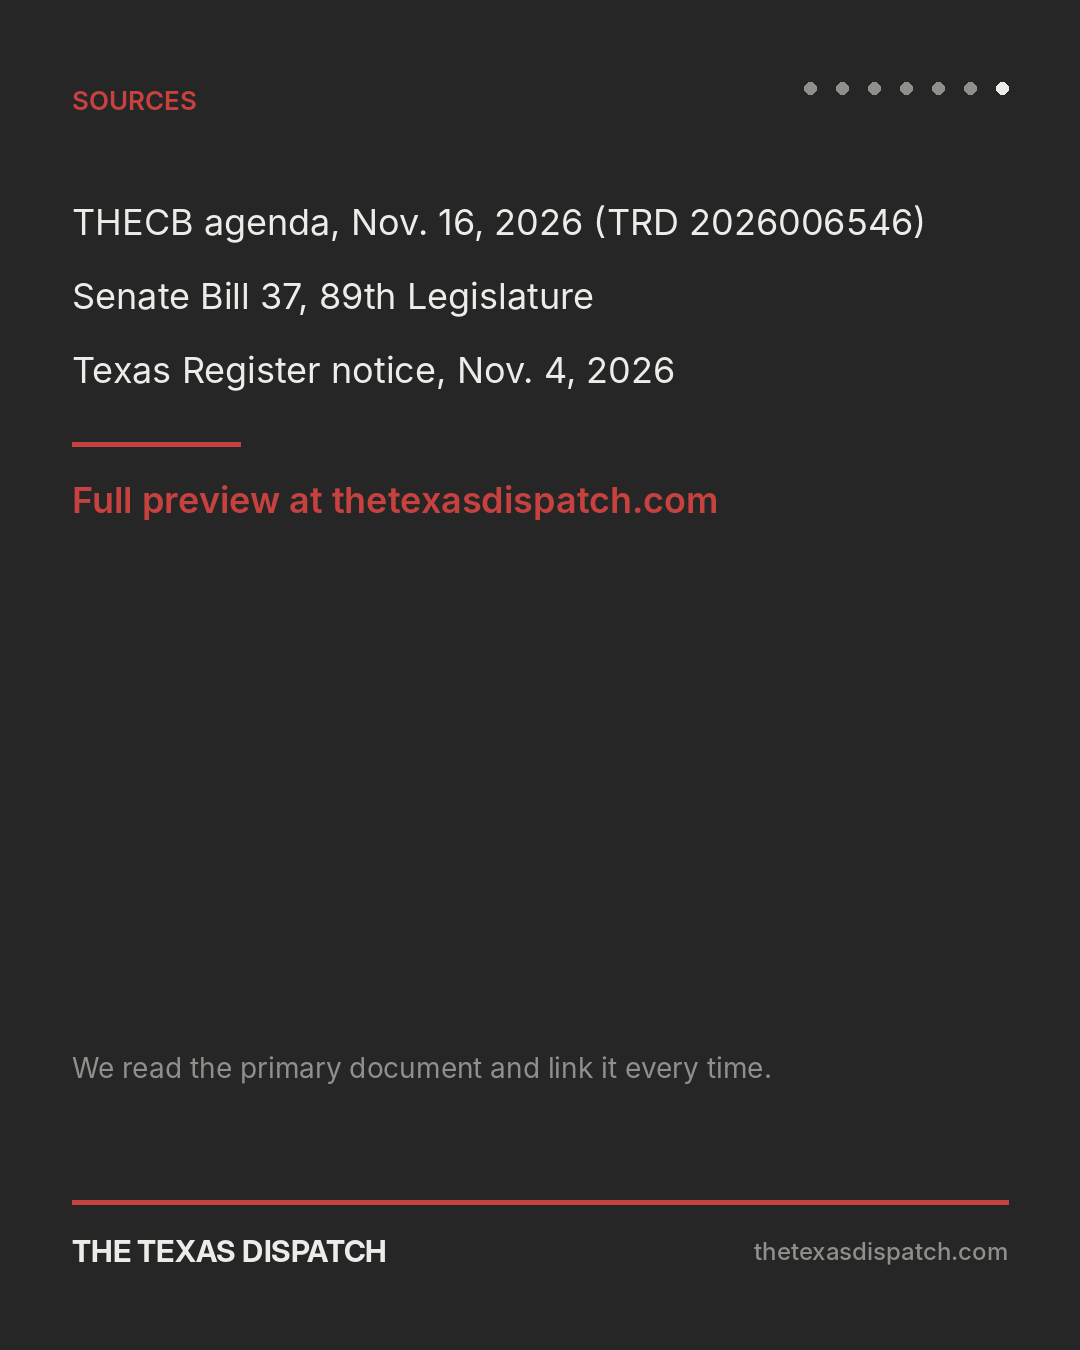 SOURCES
THECB agenda, Nov. 16, 2026 (TRD 2026006546)
Senate Bill 37, 89th Legislature
Texas Register notice, Nov. 4, 2026
Full preview at thetexasdispatch.com
We read the primary document and link it every time.
THE TEXAS DISPATCH
thetexasdispatch.com